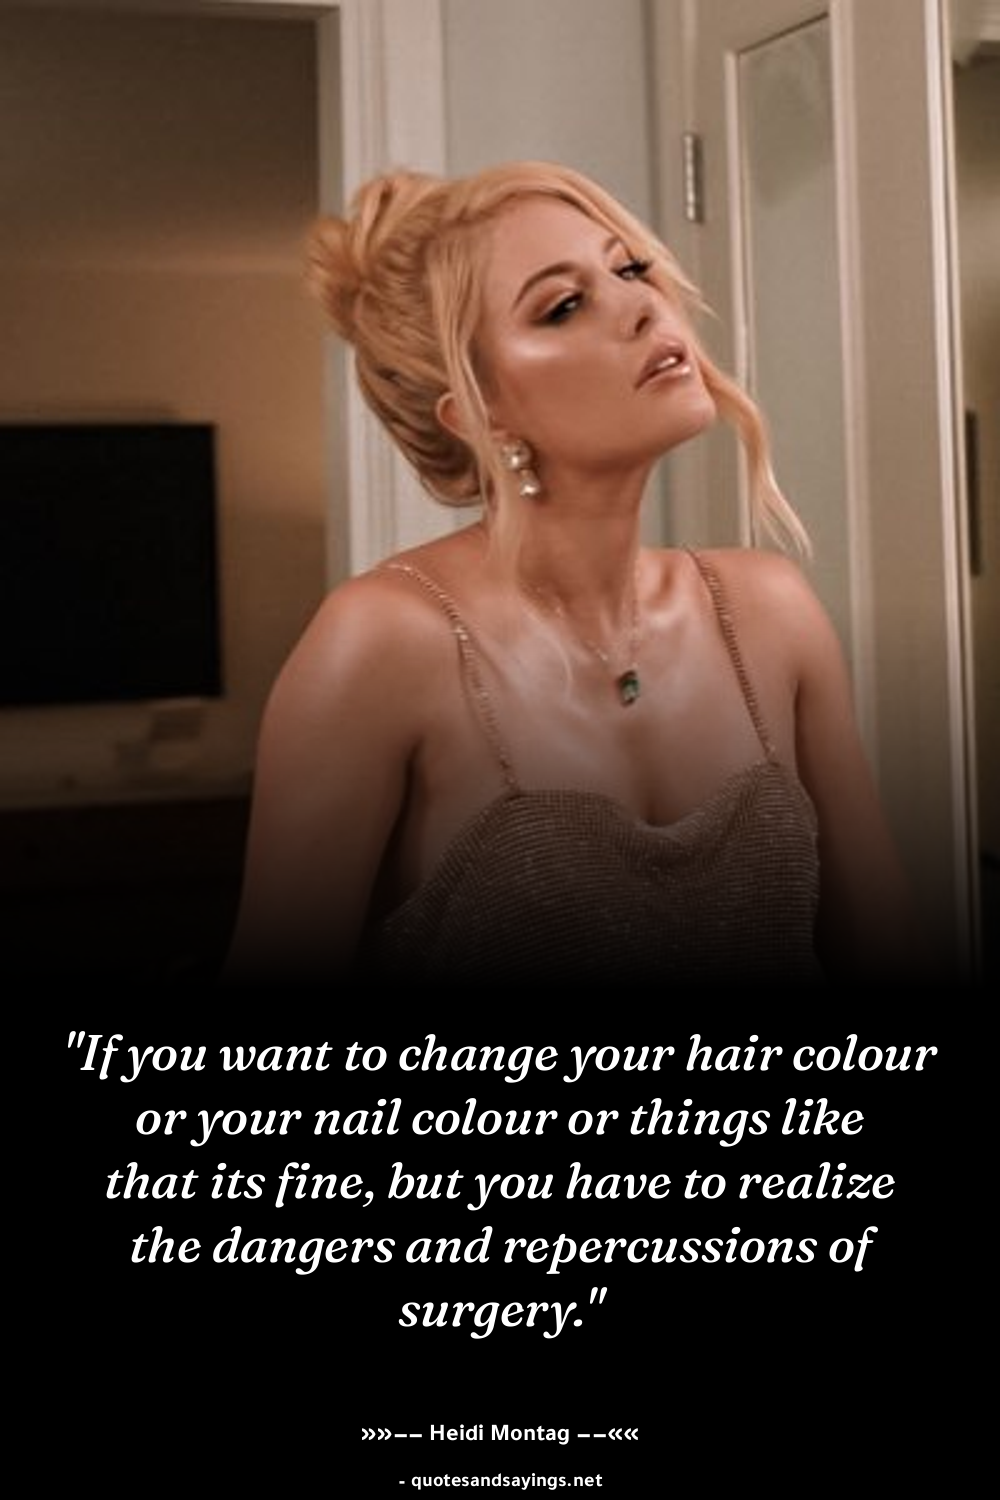 "If you want to change your hair colour
or your nail colour or things like
that its fine, but you have to realize
the dangers and repercussions of
surgery."
»»−− Heidi Montag −−««
- quotesandsayings.net